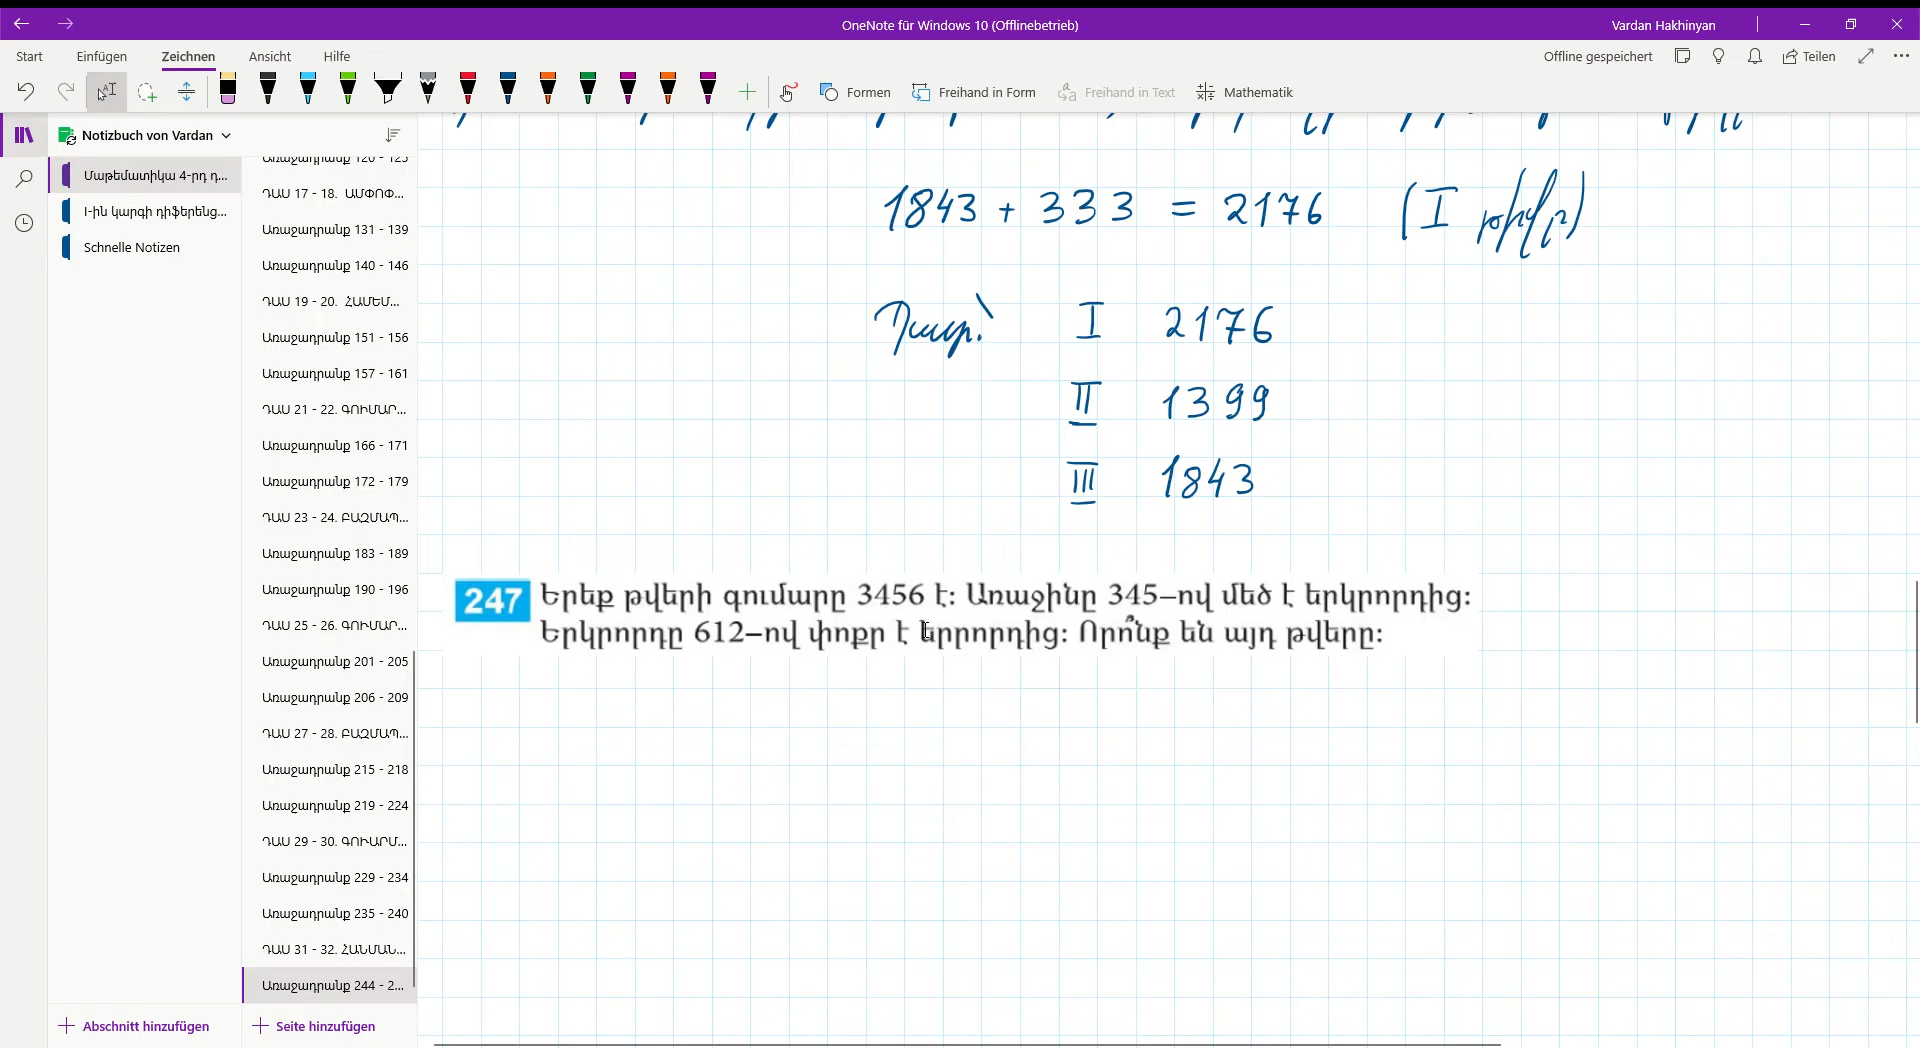 OneNote für Windows 10 (Offlinebetrieb)
Vardan Hakhinyan
Start
Einfügen
Zeichnen
Ansicht
Hilfe
Offline gespeichert
Teilen
Formen
Freihand in Form
Freihand in Text
Mathematik
Notizbuch von Vardan
Մաթեմատիկա 4-րդ դ...
I-ին կարգի դիֆերենց...
Schnelle Notizen
Առաջադրանք 120 - 125
ԴԱՍ 17 - 18. ԱՄՓՈՓ...
Առաջադրանք 131 - 139
Առաջադրանք 140 - 146
ԴԱՍ 19 - 20. ՀԱՄԵՄ...
Առաջադրանք 151 - 156
Առաջադրանք 157 - 161
ԴԱՍ 21 - 22. ԳՈՒՄԱՐ...
Առաջադրանք 166 - 171
Առաջադրանք 172 - 179
ԴԱՍ 23 - 24. ԲԱԶՄԱՊ...
Առաջադրանք 183 - 189
Առաջադրանք 190 - 196
ԴԱՍ 25 - 26. ԳՈՒՄԱՐ...
Առաջադրանք 201 - 205
Առաջադրանք 206 - 209
ԴԱՍ 27 - 28. ԲԱԶՄԱՊ...
Առաջադրանք 215 - 218
Առաջադրանք 219 - 224
ԴԱՍ 29 - 30. ԳՈՒԱՐՄ...
Առաջադրանք 229 - 234
Առաջադրանք 235 - 240
ԴԱՍ 31 - 32. ՀԱՆՄԱՆ...
Առաջադրանք 244 - 2...
Abschnitt hinzufügen
Seite hinzufügen
1843 + 333 = 2176 (I թիվը)
Պատ.՝ I 2176
II 1399
III 1843
247 Երեք թվերի գումարը 3456 է: Առաջինը 345–ով մեծ է երկրորդից:
Երկրորդը 612–ով փոքր է երրորդից: Որո՞նք են այդ թվերը: